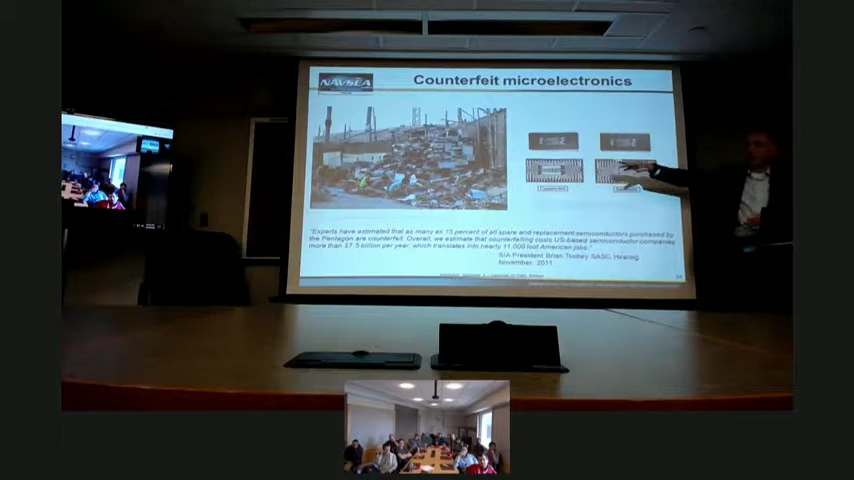 NAVSEA
Counterfeit microelectronics
"Experts have estimated that as many as 15 percent of all spare and replacement semiconductors purchased by
the Pentagon are counterfeit. Overall, we estimate that counterfeiting costs US-based semiconductor companies
more than $7.5 billion per year, which translates into nearly 11,000 lost American jobs."
SIA President Brian Toohey SASC Hearing
November, 2011